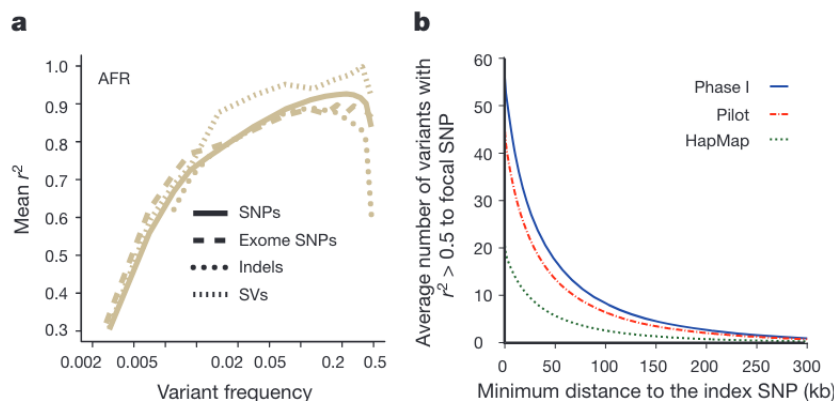 a
AFR
Mean r²
1.0
0.9
0.8
0.7
0.6
0.5
0.4
0.3
SNPs
Exome SNPs
Indels
SVs
0.002 0.005 0.02 0.05 0.2 0.5
Variant frequency
b
Average number of variants with
r² > 0.5 to focal SNP
60
50
40
30
20
10
0
Phase I
Pilot
HapMap
0 50 100 150 200 250 300
Minimum distance to the index SNP (kb)